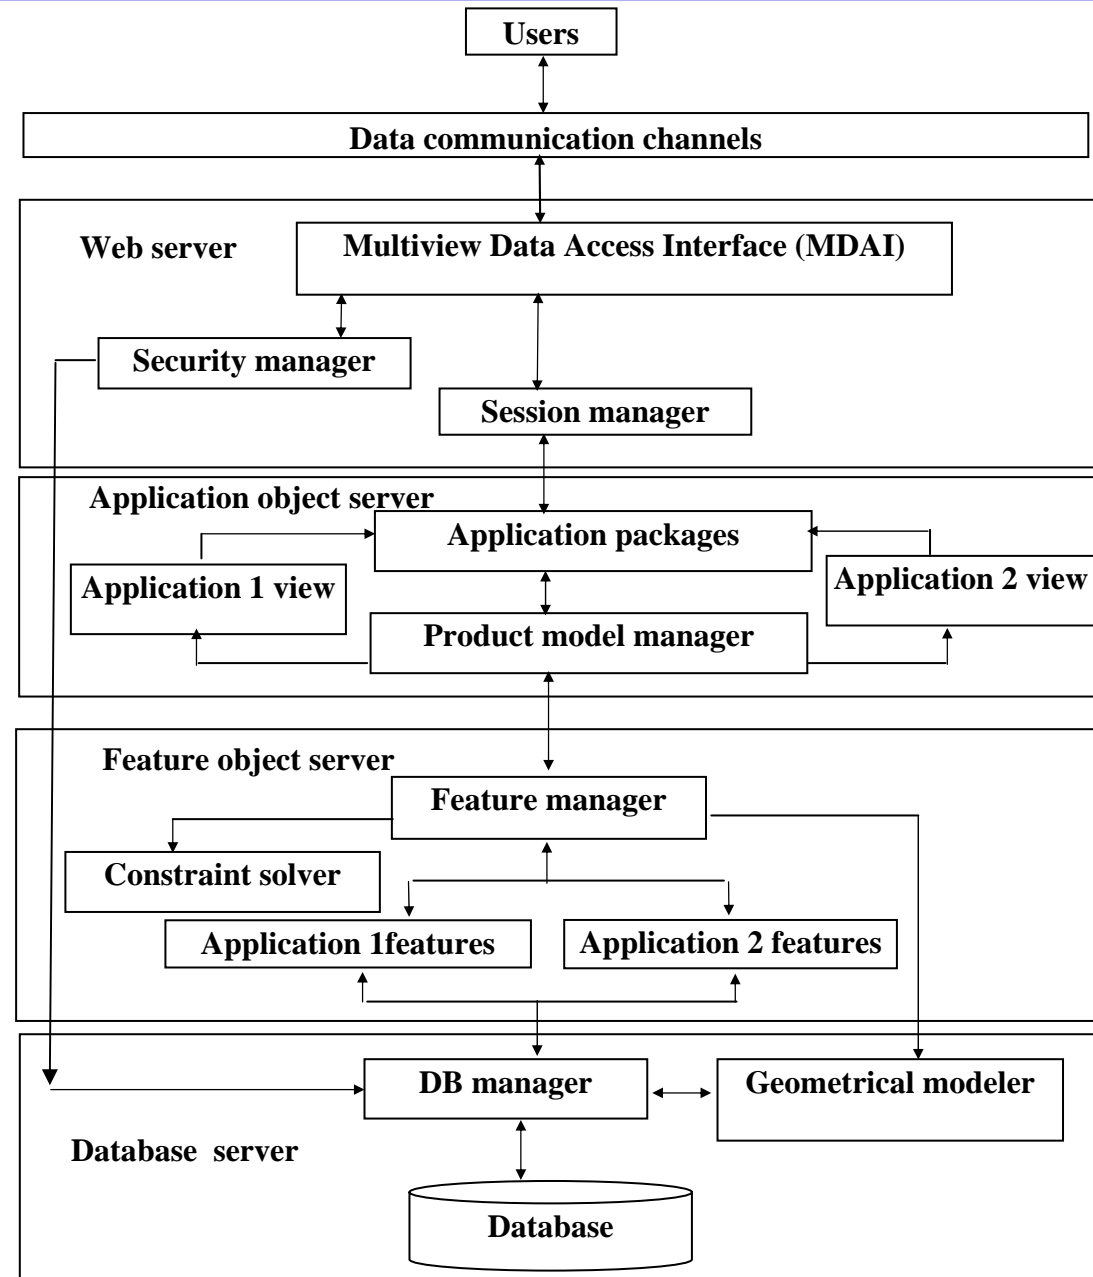 Users
Data communication channels
Web server
Multiview Data Access Interface (MDAI)
Security manager
Session manager
Application object server
Application packages
Application 1 view
Application 2 view
Product model manager
Feature object server
Feature manager
Constraint solver
Application 1features
Application 2 features
DB manager
Geometrical modeler
Database server
Database